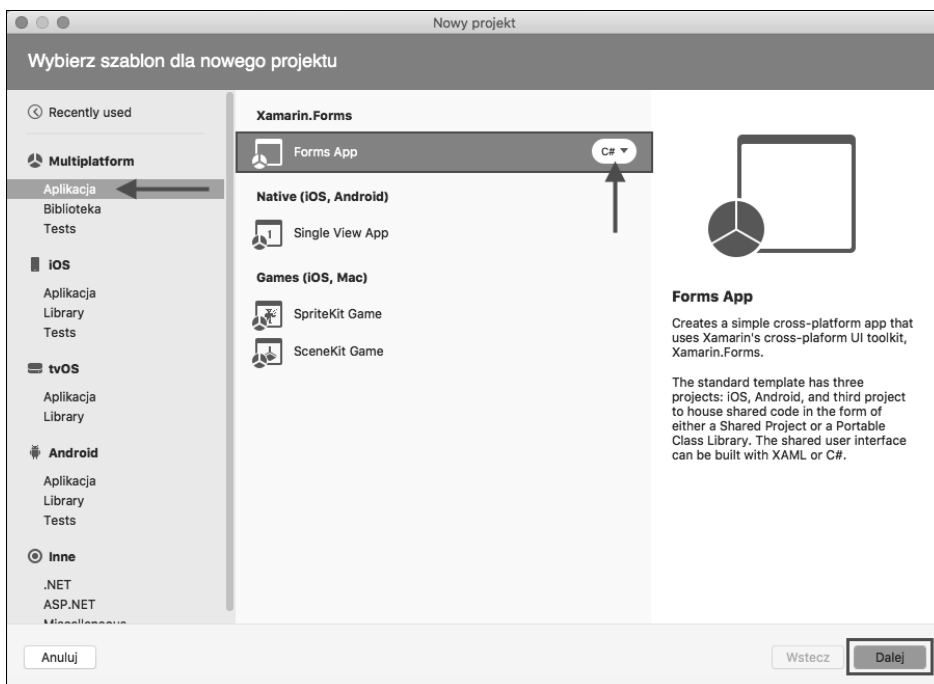 Nowy projekt
Wybierz szablon dla nowego projektu
Recently used
Multiplatform
Aplikacja
Biblioteka
Tests
iOS
Aplikacja
Library
Tests
tvOS
Aplikacja
Library
Android
Aplikacja
Library
Tests
Inne
.NET
ASP.NET
Miscellaneous
Xamarin.Forms
Forms App
C#
Native (iOS, Android)
1
Single View App
Games (iOS, Mac)
SpriteKit Game
SceneKit Game
Forms App
Creates a simple cross-platform app that
uses Xamarin's cross-plaform UI toolkit,
Xamarin.Forms.
The standard template has three
projects: iOS, Android, and third project
to house shared code in the form of
either a Shared Project or a Portable
Class Library. The shared user interface
can be built with XAML or C#.
Anuluj
Wstecz
Dalej